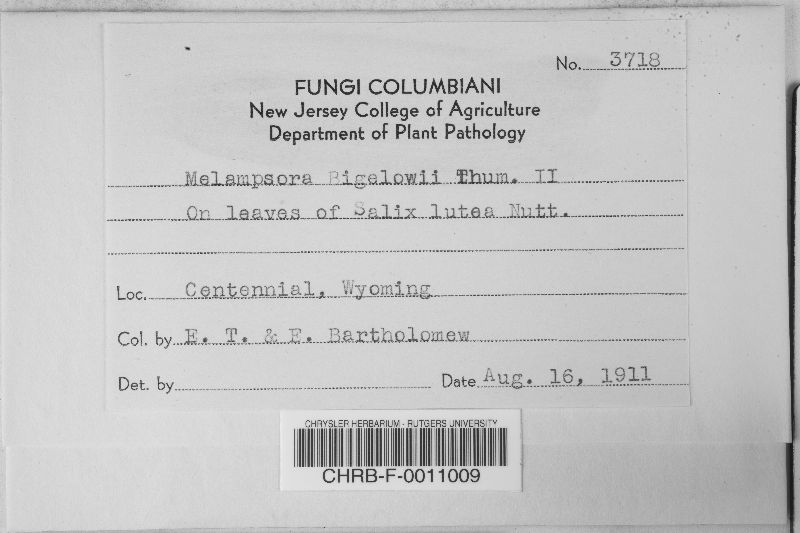 No. 3718
FUNGI COLUMBIANI
New Jersey College of Agriculture
Department of Plant Pathology
Melampsora Bigelowii Thum. II
On leaves of Salix lutea Nutt.
Loc. Centennial, Wyoming
Col. by E. T. & E. Bartholomew
Det. by Date Aug. 16, 1911
CHRYSLER HERBARIUM - RUTGERS UNIVERSITY
CHRB-F-0011009